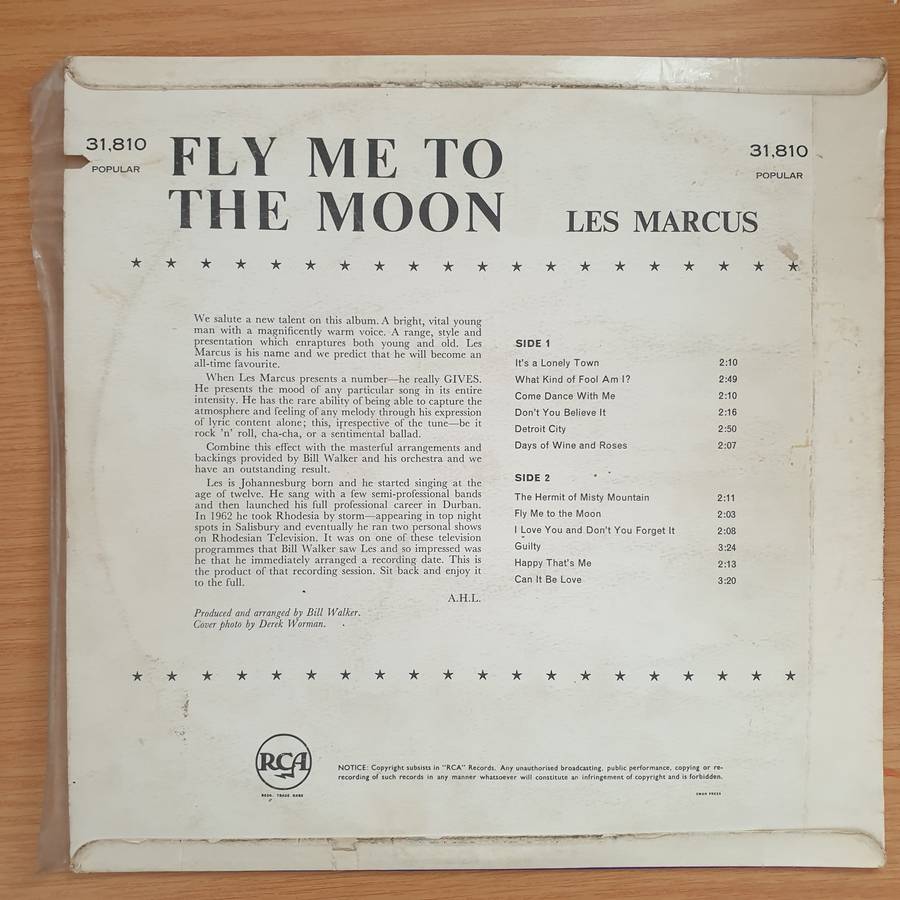 31,810
POPULAR
FLY ME TO
THE MOON
LES MARCUS
31,810
POPULAR
We salute a new talent on this album. A bright, vital young
man with a magnificently warm voice. A range, style and
presentation which enraptures both young and old. Les
Marcus is his name and we predict that he will become an
all-time favourite.
When Les Marcus presents a number—he really GIVES.
He presents the mood of any particular song in its entire
intensity. He has the rare ability of being able to capture the
atmosphere and feeling of any melody through his expression
of lyric content alone; this, irrespective of the tune—be it
rock 'n' roll, cha-cha, or a sentimental ballad.
Combine this effect with the masterful arrangements and
backings provided by Bill Walker and his orchestra and we
have an outstanding result.
Les is Johannesburg born and he started singing at the
age of twelve. He sang with a few semi-professional bands
and then launched his full professional career in Durban.
In 1962 he took Rhodesia by storm—appearing in top night
spots in Salisbury and eventually he ran two personal shows
on Rhodesian Television. It was on one of these television
programmes that Bill Walker saw Les and so impressed was
he that he immediately arranged a recording date. This is
the product of that recording session. Sit back and enjoy it
to the full.
A.H.L.
Produced and arranged by Bill Walker.
Cover photo by Derek Worman.
SIDE 1
It's a Lonely Town 2:10
What Kind of Fool Am I? 2:49
Come Dance With Me 2:10
Don't You Believe It 2:16
Detroit City 2:50
Days of Wine and Roses 2:07
SIDE 2
The Hermit of Misty Mountain 2:11
Fly Me to the Moon 2:03
I Love You and Don't You Forget It 2:08
Guilty 3:24
Happy That's Me 2:13
Can It Be Love 3:20
RCA
REGD. TRADE MARK
NOTICE: Copyright subsists in "RCA" Records. Any unauthorised broadcasting, public performance, copying or re-
recording of such records in any manner whatsoever will constitute an infringement of copyright and is forbidden.